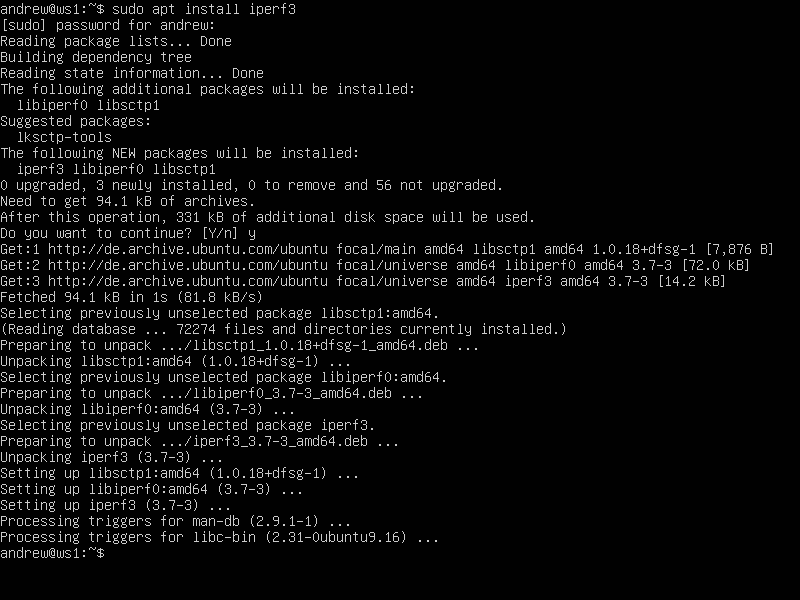 andrew@ws1:~$ sudo apt install iperf3
[sudo] password for andrew:
Reading package lists... Done
Building dependency tree
Reading state information... Done
The following additional packages will be installed:
  libiperf0 libsctp1
Suggested packages:
  lksctp-tools
The following NEW packages will be installed:
  iperf3 libiperf0 libsctp1
0 upgraded, 3 newly installed, 0 to remove and 56 not upgraded.
Need to get 94.1 kB of archives.
After this operation, 331 kB of additional disk space will be used.
Do you want to continue? [Y/n] y
Get:1 http://de.archive.ubuntu.com/ubuntu focal/main amd64 libsctp1 amd64 1.0.18+dfsg-1 [7,876 B]
Get:2 http://de.archive.ubuntu.com/ubuntu focal/universe amd64 libiperf0 amd64 3.7-3 [72.0 kB]
Get:3 http://de.archive.ubuntu.com/ubuntu focal/universe amd64 iperf3 amd64 3.7-3 [14.2 kB]
Fetched 94.1 kB in 1s (81.8 kB/s)
Selecting previously unselected package libsctp1:amd64.
(Reading database ... 72274 files and directories currently installed.)
Preparing to unpack .../libsctp1_1.0.18+dfsg-1_amd64.deb ...
Unpacking libsctp1:amd64 (1.0.18+dfsg-1) ...
Selecting previously unselected package libiperf0:amd64.
Preparing to unpack .../libiperf0_3.7-3_amd64.deb ...
Unpacking libiperf0:amd64 (3.7-3) ...
Selecting previously unselected package iperf3.
Preparing to unpack .../iperf3_3.7-3_amd64.deb ...
Unpacking iperf3 (3.7-3) ...
Setting up libsctp1:amd64 (1.0.18+dfsg-1) ...
Setting up libiperf0:amd64 (3.7-3) ...
Setting up iperf3 (3.7-3) ...
Processing triggers for man-db (2.9.1-1) ...
Processing triggers for libc-bin (2.31-0ubuntu9.16) ...
andrew@ws1:~$